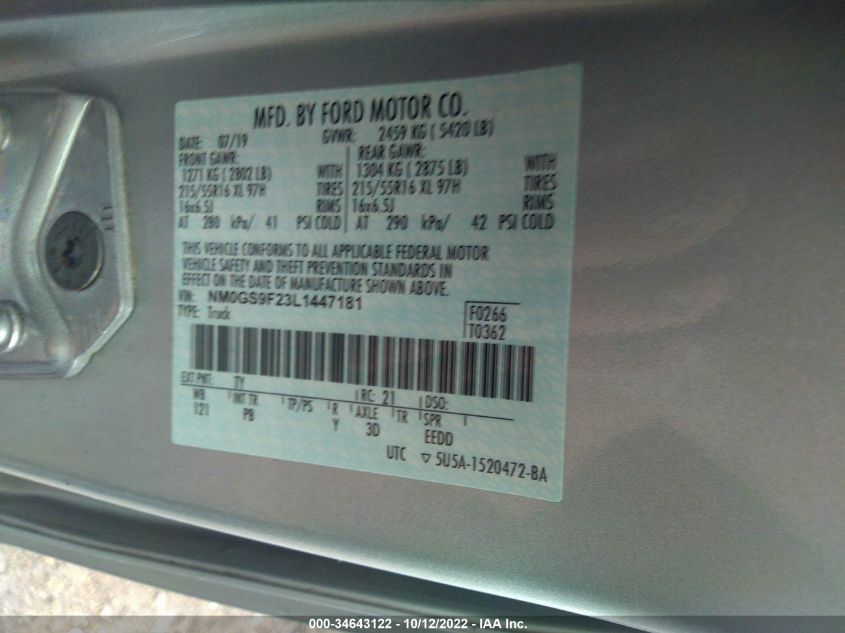 MFD. BY FORD MOTOR CO.
DATE: 07/19 GVWR: 2459 KG ( 5420 LB)
FRONT GAWR: REAR GAWR:
1271 KG ( 2802 LB) WITH 1304 KG ( 2875 LB) WITH
215/55R16 XL 97H TIRES 215/55R16 XL 97H TIRES
16x6.5J RIMS 16x6.5J RIMS
AT 280 kPa/ 41 PSI COLD AT 290 kPa/ 42 PSI COLD
THIS VEHICLE CONFORMS TO ALL APPLICABLE FEDERAL MOTOR
VEHICLE SAFETY AND THEFT PREVENTION STANDARDS IN
EFFECT ON THE DATE OF MANUFACTURE SHOWN ABOVE.
VIN: NM0GS9F23L1447181 F0266
TYPE: Truck T0362
EXT PNT: TY RC: 21 DSO:
WB INT TR TP/PS R AXLE TR SPR
121 PB Y 3D EEDD
UTC ▽ 5U5A-1520472-BA
000-34643122 - 10/12/2022 - IAA Inc.